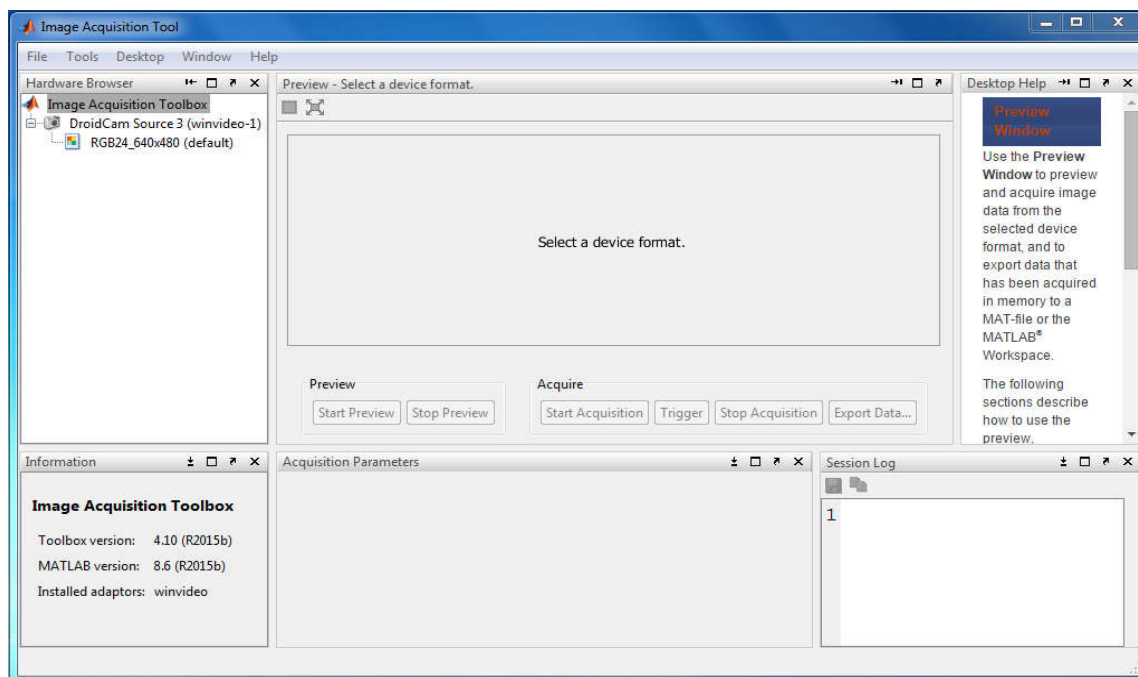 Image Acquisition Tool
File Tools Desktop Window Help
Hardware Browser
Image Acquisition Toolbox
DroidCam Source 3 (winvideo-1)
RGB24_640x480 (default)
Preview - Select a device format.
Select a device format.
Preview
Start Preview Stop Preview
Acquire
Start Acquisition Trigger Stop Acquisition Export Data...
Desktop Help
Preview
Window
Use the Preview
Window to preview
and acquire image
data from the
selected device
format, and to
export data that
has been acquired
in memory to a
MAT-file or the
MATLAB®
Workspace.
The following
sections describe
how to use the
preview,
Information
Image Acquisition Toolbox
Toolbox version: 4.10 (R2015b)
MATLAB version: 8.6 (R2015b)
Installed adaptors: winvideo
Acquisition Parameters
Session Log
1